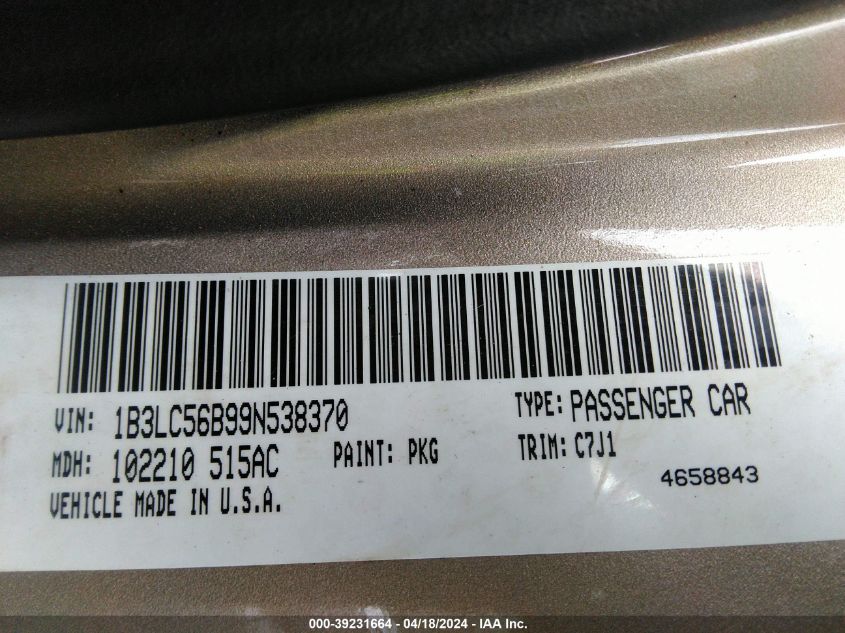 VIN: 1B3LC56B99N538370 TYPE: PASSENGER CAR
MDH: 102210 515AC PAINT: PKG TRIM: C7J1
VEHICLE MADE IN U.S.A. 4658843
000-39231664 - 04/18/2024 - IAA Inc.